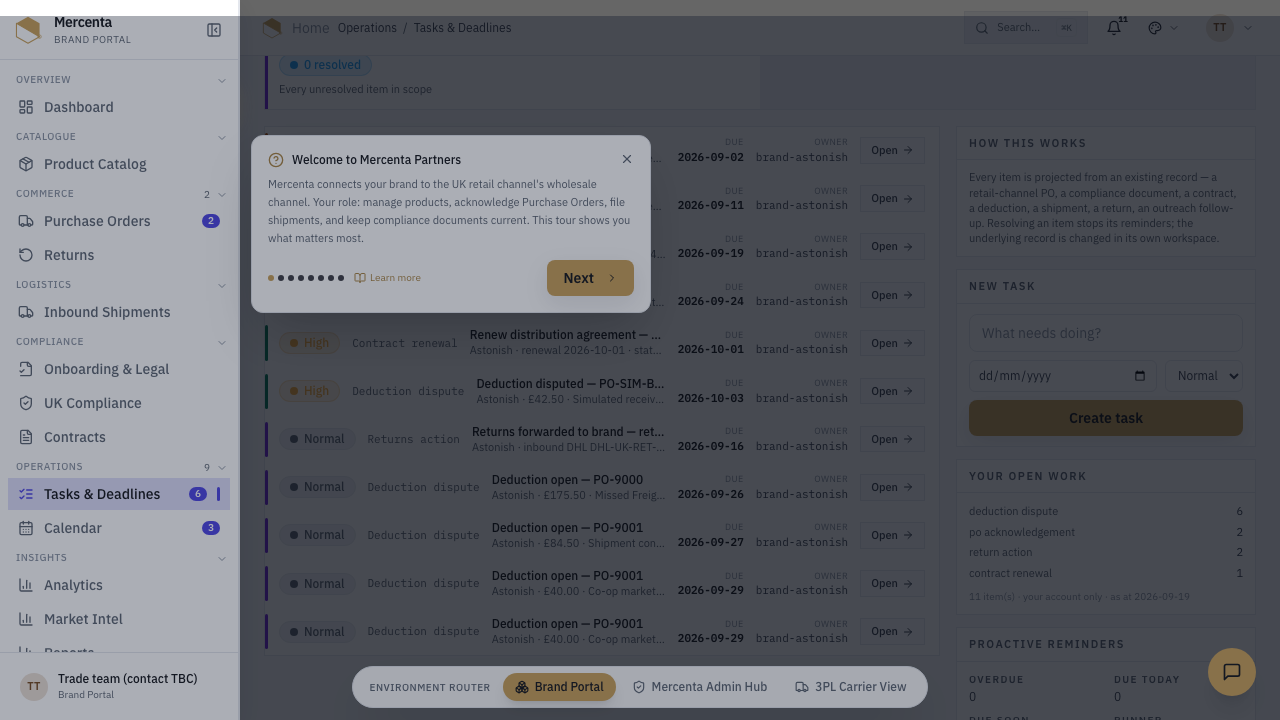 Mercenta
BRAND PORTAL
Home Operations / Tasks & Deadlines
Search... ⌘K
11
TT
OVERVIEW
Dashboard
CATALOGUE
Product Catalog
COMMERCE 2
Purchase Orders 2
Returns
LOGISTICS
Inbound Shipments
COMPLIANCE
Onboarding & Legal
UK Compliance
Contracts
OPERATIONS 9
Tasks & Deadlines 6
Calendar 3
INSIGHTS
Analytics
Market Intel
Reports
TT Trade team (contact TBC)
Brand Portal
0 resolved
Every unresolved item in scope
Welcome to Mercenta Partners
Mercenta connects your brand to the UK retail channel's wholesale
channel. Your role: manage products, acknowledge Purchase Orders, file
shipments, and keep compliance documents current. This tour shows you
what matters most.
Learn more
Next
DUE OWNER
2026-09-02 brand-astonish Open
DUE OWNER
2026-09-11 brand-astonish Open
DUE OWNER
2026-09-19 brand-astonish Open
DUE OWNER
2026-09-24 brand-astonish Open
High Contract renewal Renew distribution agreement — ... DUE OWNER
Astonish · renewal 2026-10-01 · stat... 2026-10-01 brand-astonish Open
High Deduction dispute Deduction disputed — PO-SIM-B... DUE OWNER
Astonish · £42.50 · Simulated receiv... 2026-10-03 brand-astonish Open
Normal Returns action Returns forwarded to brand — ret... DUE OWNER
Astonish · inbound DHL DHL-UK-RET-... 2026-09-16 brand-astonish Open
Normal Deduction dispute Deduction open — PO-9000 DUE OWNER
Astonish · £175.50 · Missed Freig... 2026-09-26 brand-astonish Open
Normal Deduction dispute Deduction open — PO-9001 DUE OWNER
Astonish · £84.50 · Shipment con... 2026-09-27 brand-astonish Open
Normal Deduction dispute Deduction open — PO-9001 DUE OWNER
Astonish · £40.00 · Co-op market... 2026-09-29 brand-astonish Open
Normal Deduction dispute Deduction open — PO-9001 DUE OWNER
Astonish · £40.00 · Co-op market... 2026-09-29 brand-astonish Open
HOW THIS WORKS
Every item is projected from an existing record — a
retail-channel PO, a compliance document, a contract,
a deduction, a shipment, a return, an outreach follow-
up. Resolving an item stops its reminders; the
underlying record is changed in its own workspace.
NEW TASK
What needs doing?
dd/mm/yyyy Normal
Create task
YOUR OPEN WORK
deduction dispute 6
po acknowledgement 2
return action 2
contract renewal 1
11 item(s) · your account only · as at 2026-09-19
PROACTIVE REMINDERS
OVERDUE DUE TODAY
0 0
DUE SOON
ENVIRONMENT ROUTER Brand Portal Mercenta Admin Hub 3PL Carrier View